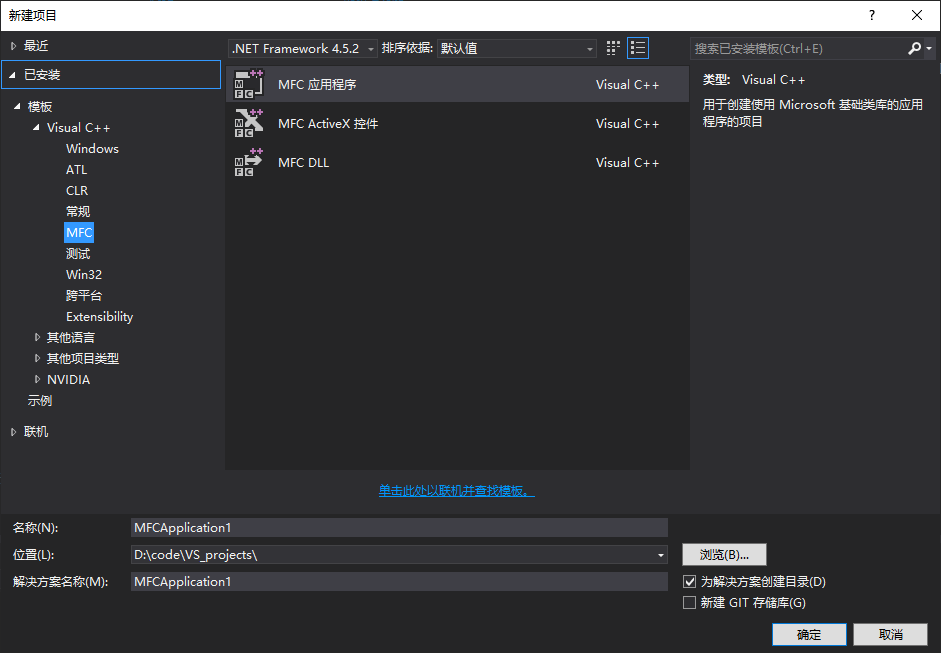 新建项目
?
最近
.NET Framework 4.5.2
排序依据:
默认值
搜索已安装模板(Ctrl+E)
已安装
模板
Visual C++
Windows
ATL
CLR
常规
MFC
测试
Win32
跨平台
Extensibility
其他语言
其他项目类型
NVIDIA
示例
联机
MFC 应用程序 Visual C++
MFC ActiveX 控件 Visual C++
MFC DLL Visual C++
类型: Visual C++
用于创建使用 Microsoft 基础类库的应用
程序的项目
单击此处以联机并查找模板。
名称(N): MFCApplication1
位置(L): D:\code\VS_projects\
浏览(B)...
解决方案名称(M): MFCApplication1
为解决方案创建目录(D)
新建 GIT 存储库(G)
确定
取消